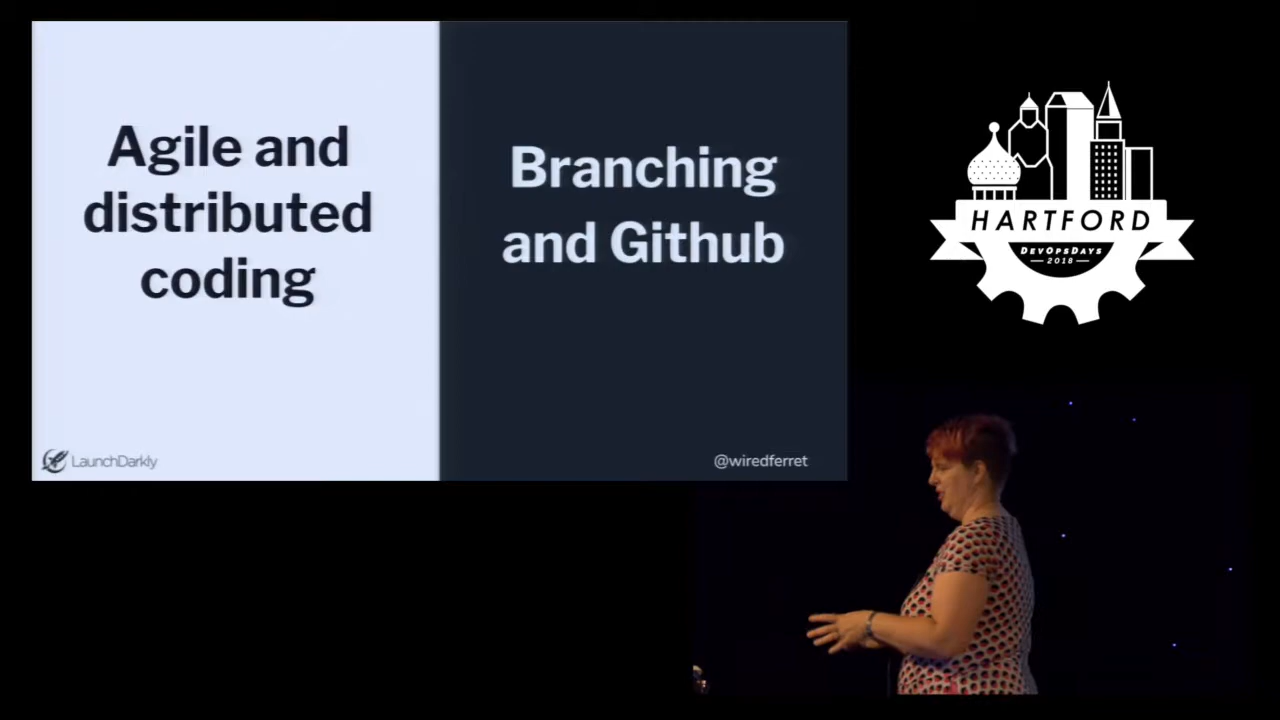 Agile and
distributed
coding
Branching
and Github
LaunchDarkly
@wiredferret
HARTFORD
DEVOPSDAYS
2018